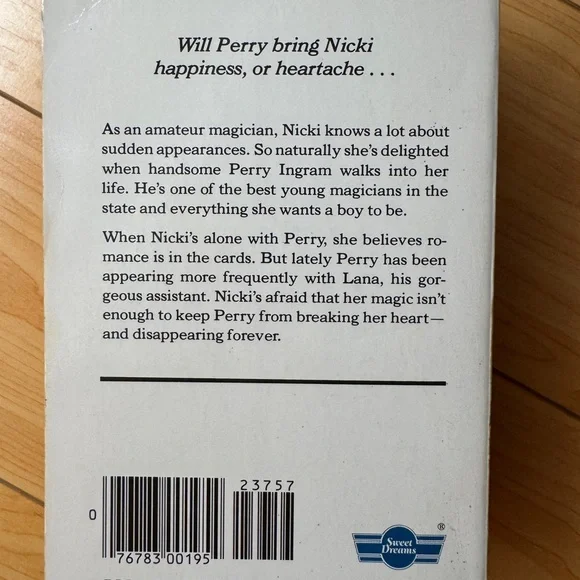 Will Perry bring Nicki
happiness, or heartache . . .
As an amateur magician, Nicki knows a lot about
sudden appearances. So naturally she's delighted
when handsome Perry Ingram walks into her
life. He's one of the best young magicians in the
state and everything she wants a boy to be.
When Nicki's alone with Perry, she believes ro-
mance is in the cards. But lately Perry has been
appearing more frequently with Lana, his gor-
geous assistant. Nicki's afraid that her magic isn't
enough to keep Perry from breaking her heart—
and disappearing forever.
23757
0
76783 00195
®
Sweet
Dreams